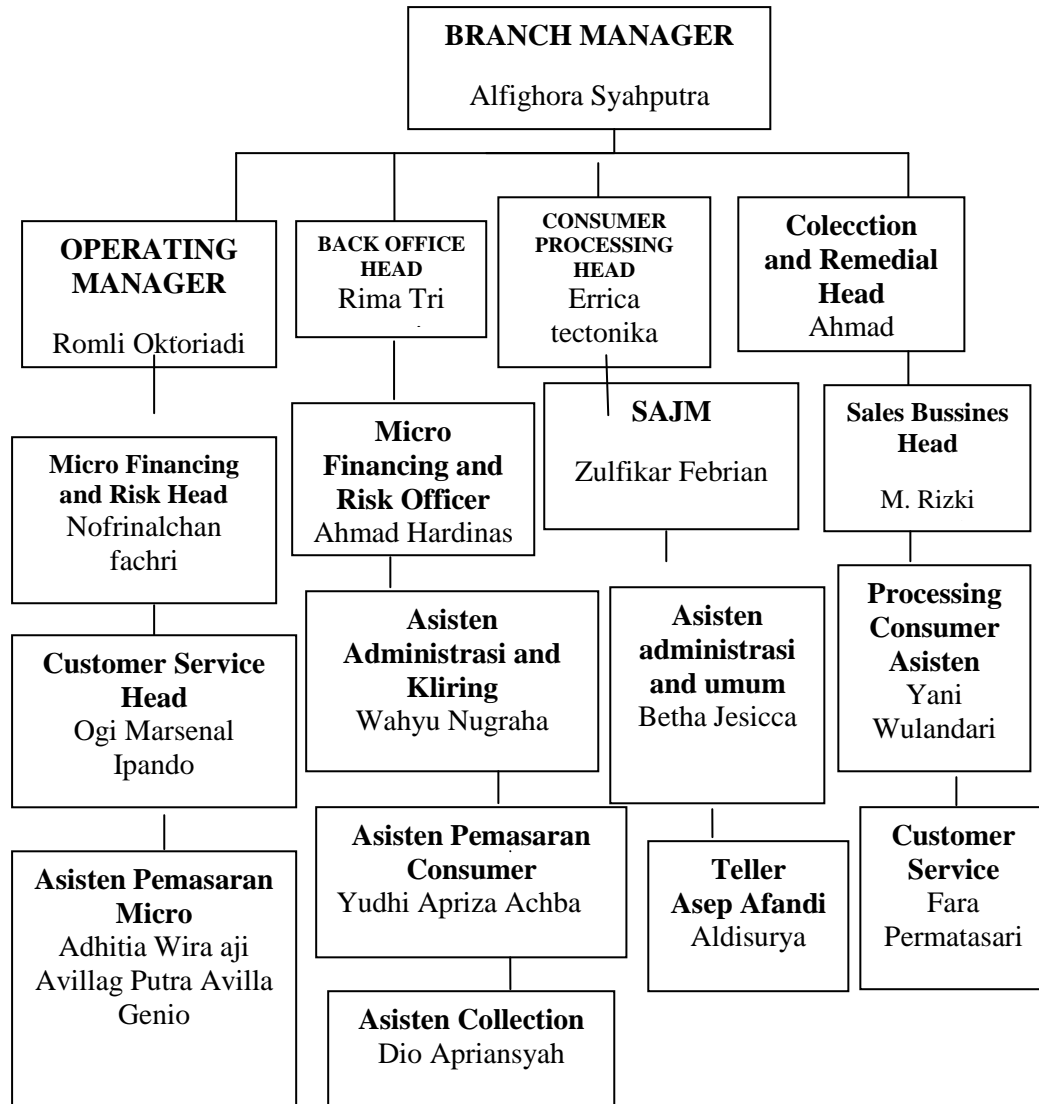 BRANCH MANAGER
Alfighora Syahputra
OPERATING
MANAGER
Romli Oktoriadi
BACK OFFICE
HEAD
Rima Tri
CONSUMER
PROCESSING
HEAD
Errica
tectonika
Colecction
and Remedial
Head
Ahmad
Micro Financing
and Risk Head
Nofrinalchan
fachri
Micro
Financing and
Risk Officer
Ahmad Hardinas
SAJM
Zulfikar Febrian
Sales Bussines
Head
M. Rizki
Customer Service
Head
Ogi Marsenal
Ipando
Asisten
Administrasi and
Kliring
Wahyu Nugraha
Asisten
administrasi
and umum
Betha Jesicca
Processing
Consumer
Asisten
Yani
Wulandari
Asisten Pemasaran
Micro
Adhitia Wira aji
Avillag Putra Avilla
Genio
Asisten Pemasaran
Consumer
Yudhi Apriza Achba
Teller
Asep Afandi
Aldisurya
Customer
Service
Fara
Permatasari
Asisten Collection
Dio Apriansyah